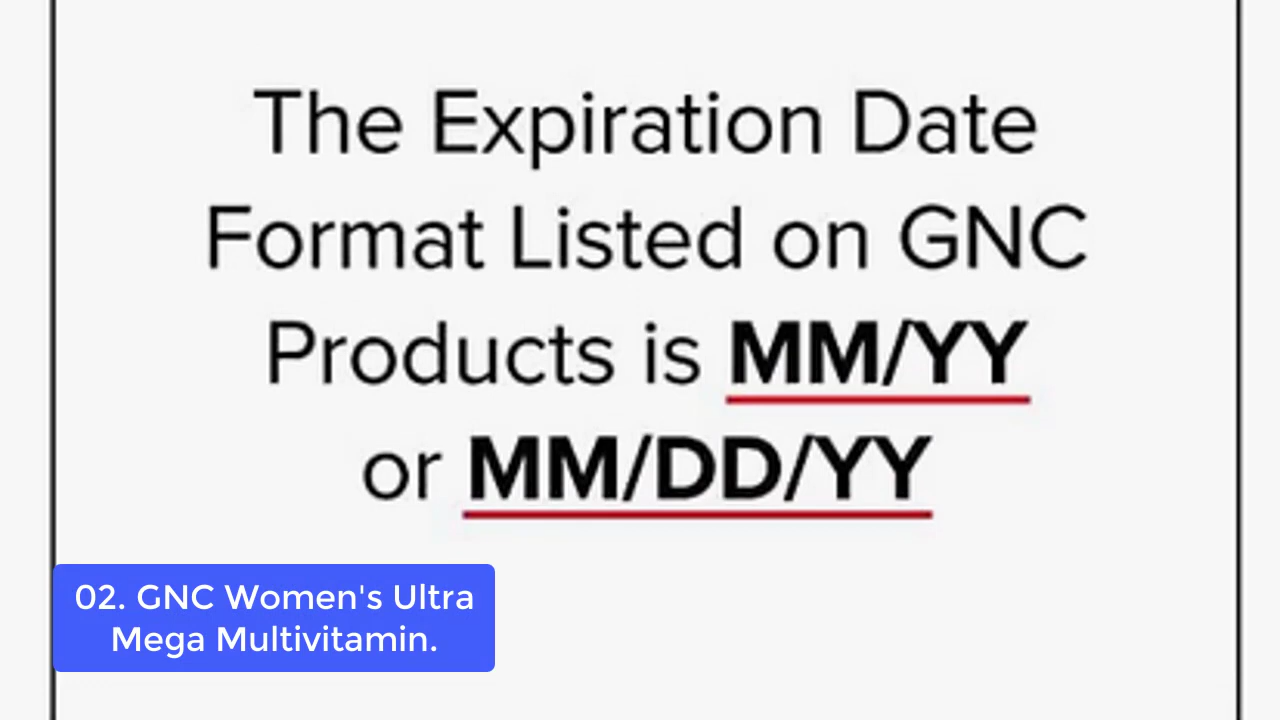 The Expiration Date
Format Listed on GNC
Products is MM/YY
or MM/DD/YY
02. GNC Women's Ultra
Mega Multivitamin.